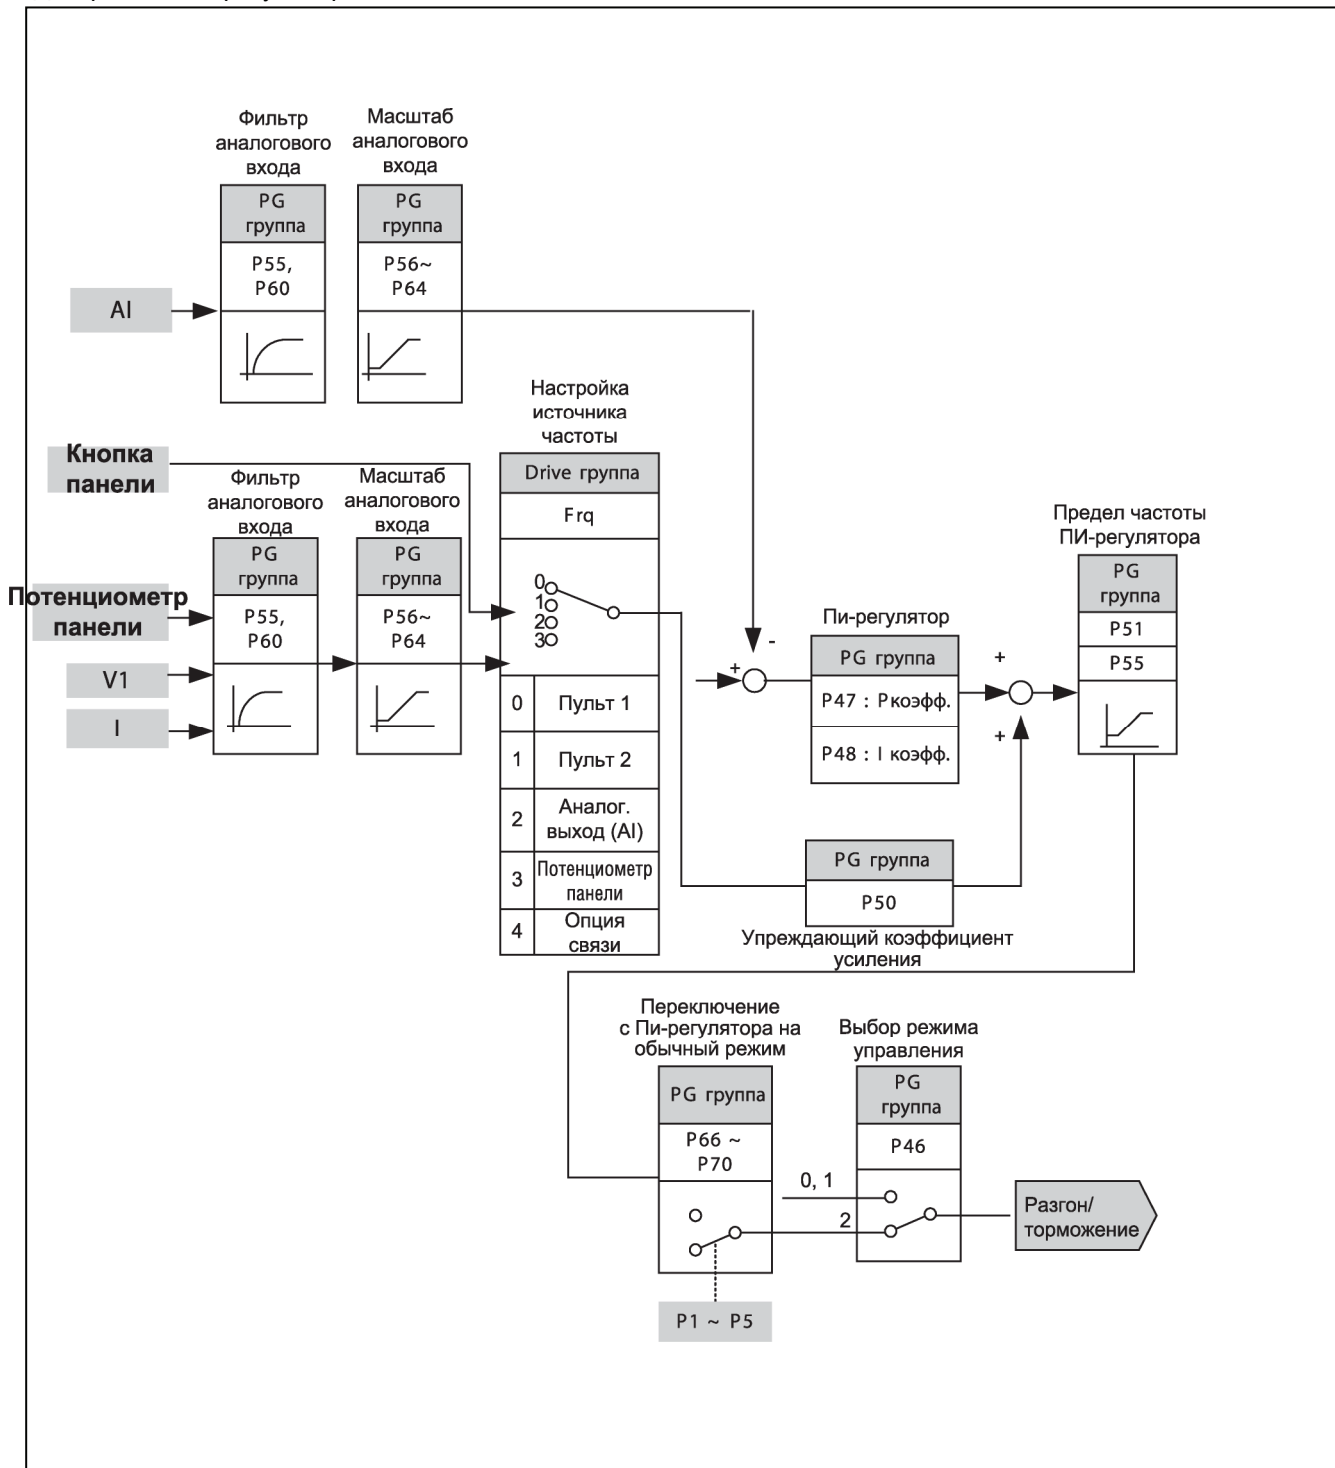 Фильтр
аналогового
входа
Масштаб
аналогового
входа
PG
группа
P55,
P60
PG
группа
P56~
P64
AI
Настройка
источника
частоты
Drive группа
Frq
0
1
2
3
0 Пульт 1
1 Пульт 2
2 Аналог.
выход (AI)
3 Потенциометр
панели
4 Опция
связи
Кнопка
панели
Фильтр
аналогового
входа
Масштаб
аналогового
входа
PG
группа
P55,
P60
PG
группа
P56~
P64
Потенциометр
панели
V1
I
-
+
Пи-регулятор
PG группа
P47 : P коэфф.
P48 : I коэфф.
+
+
Предел частоты
ПИ-регулятора
PG
группа
P51
P55
PG группа
P50
Упреждающий коэффициент
усиления
Переключение
с Пи-регулятора на
обычный режим
PG группа
P66 ~
P70
P1 ~ P5
Выбор режима
управления
PG
группа
P46
0, 1
2
Разгон/
торможение